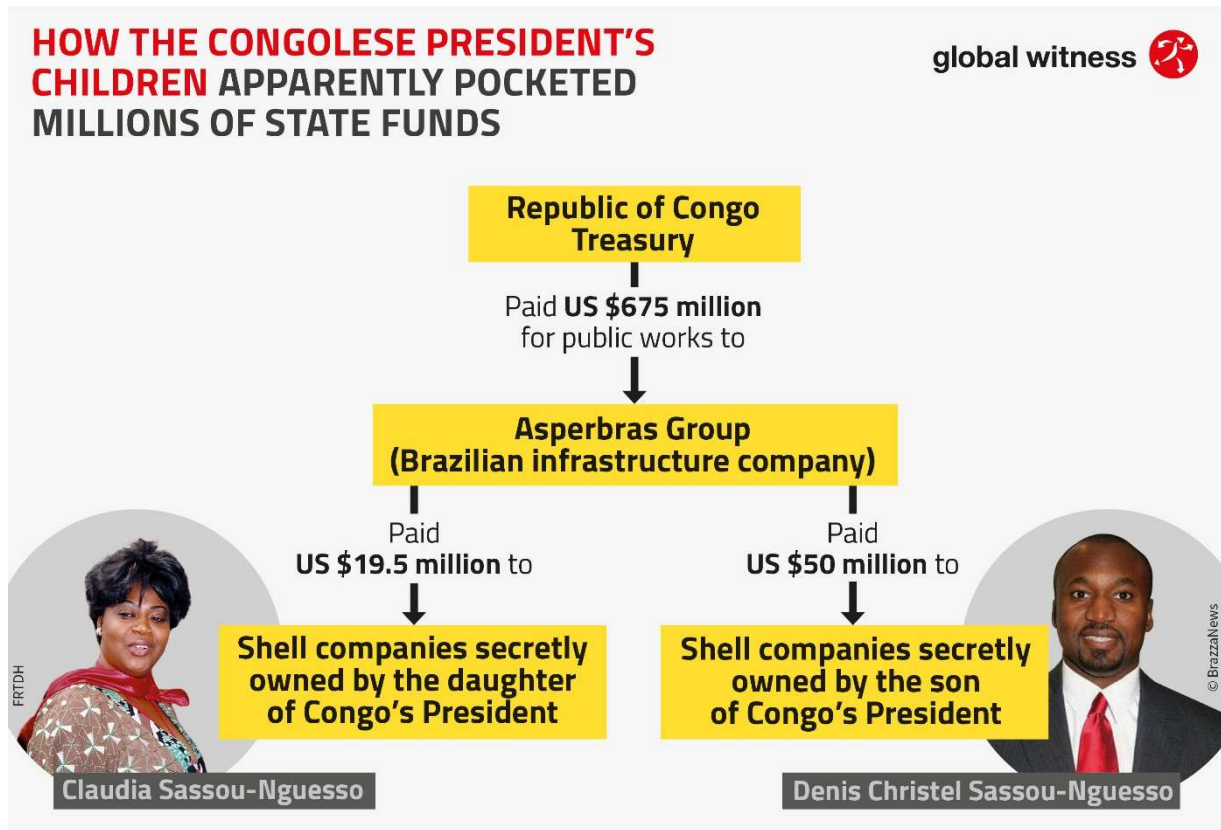 HOW THE CONGOLESE PRESIDENT'S
CHILDREN APPARENTLY POCKETED
MILLIONS OF STATE FUNDS
global witness
Republic of Congo
Treasury
Paid US $675 million
for public works to
Asperbras Group
(Brazilian infrastructure company)
Paid
US $19.5 million to
Paid
US $50 million to
Shell companies secretly
owned by the daughter
of Congo's President
Shell companies secretly
owned by the son
of Congo's President
FRTDH
© BrazzaNews
Claudia Sassou-Nguesso
Denis Christel Sassou-Nguesso